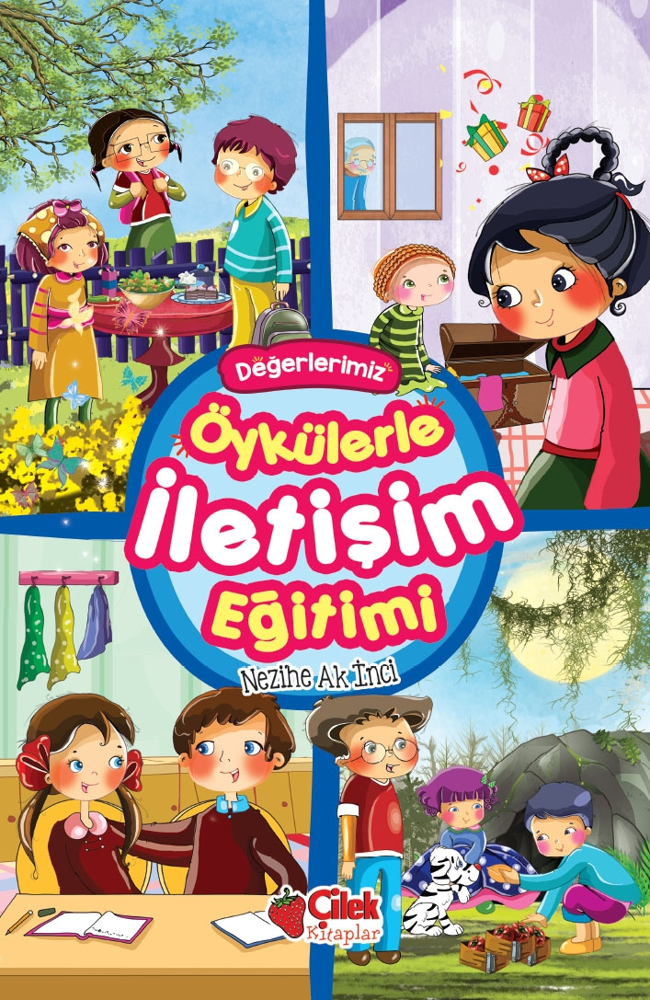 Değerlerimiz
Öykülerle
İletişim
Eğitimi
Nezihe Ak İnci
Çilek
Kitaplar